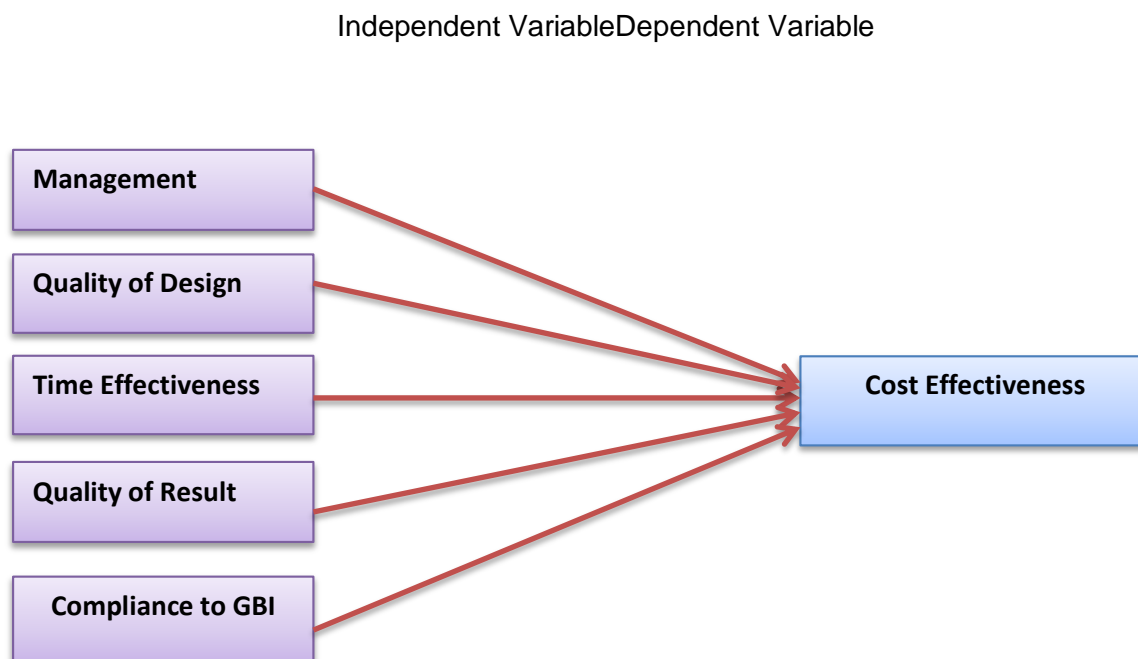 Independent VariableDependent Variable
Management
Quality of Design
Time Effectiveness
Cost Effectiveness
Quality of Result
Compliance to GBI